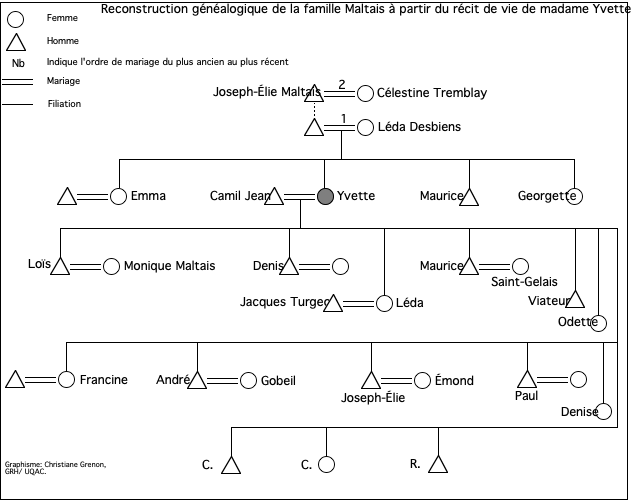 Reconstruction généalogique de la famille Maltais à partir du récit de vie de madame Yvette
Femme
Homme
Nb Indique l'ordre de mariage du plus ancien au plus récent
Mariage
Filiation
Joseph-Élie Maltais 2 Célestine Tremblay
1 Léda Desbiens
Emma Camil Jean Yvette Maurice Georgette
Loïs Monique Maltais Denis Maurice
Saint-Gelais
Jacques Turgeo Léda Viateur
Odette
Francine André Gobeil Émond
Joseph-Élie Paul
Denise
C. C. R.
Graphisme: Christiane Grenon,
GRH/ UQAC.